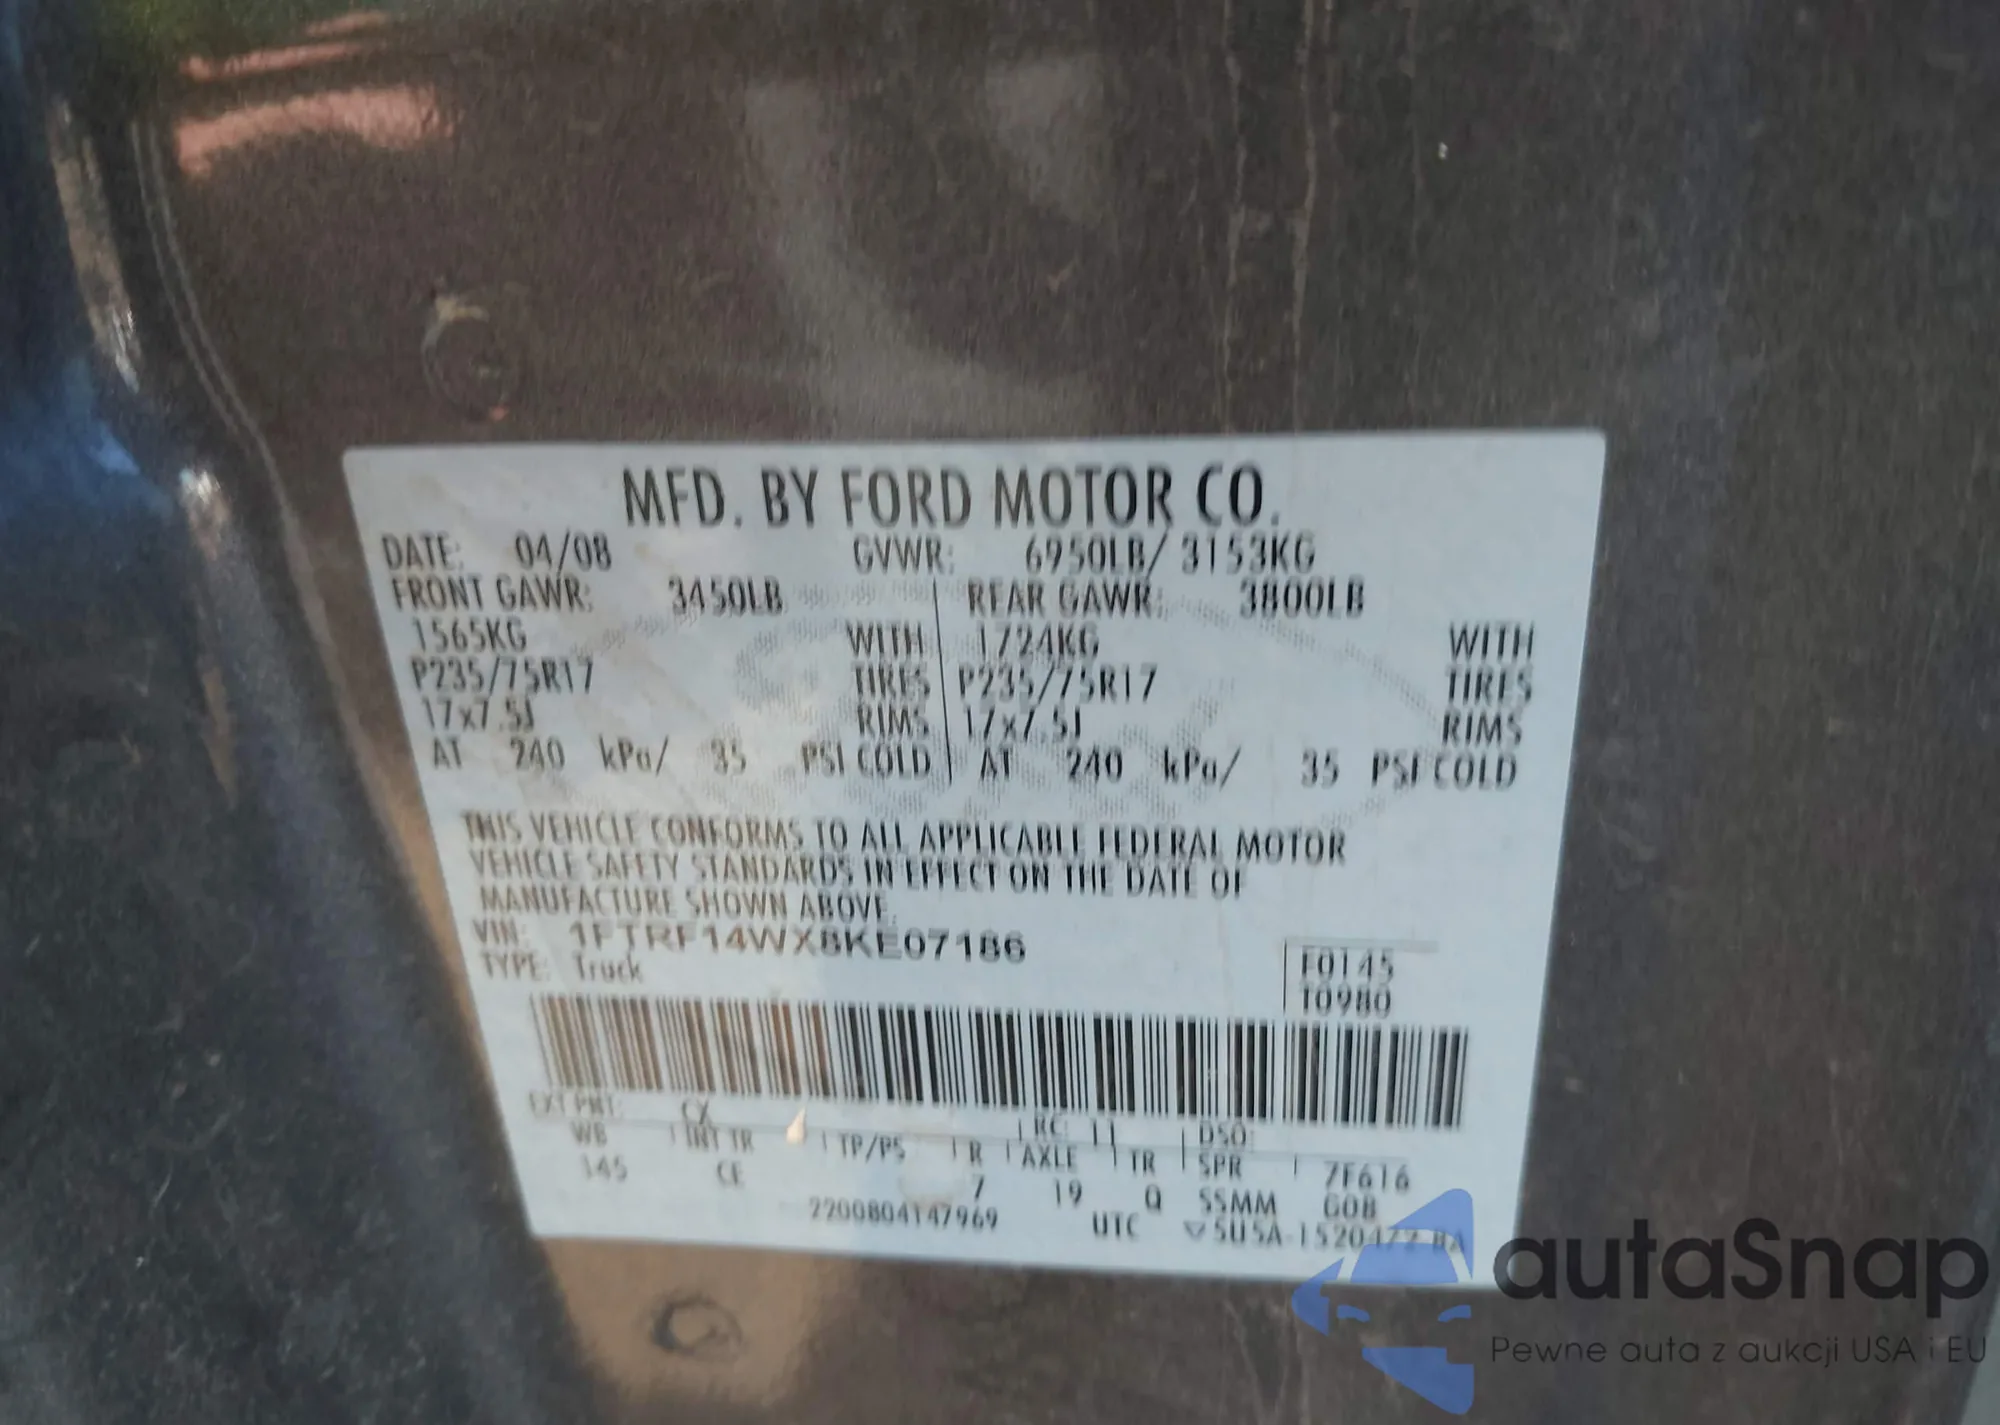 MFD. BY FORD MOTOR CO.
DATE: 04/08 GVWR: 6950LB/ 3153KG
FRONT GAWR: 3450LB REAR GAWR: 3800LB
1565KG WITH 1724KG WITH
P235/75R17 TIRES P235/75R17 TIRES
17x7.5J RIMS 17x7.5J RIMS
AT 240 kPa/ 35 PSI COLD AT 240 kPa/ 35 PSI COLD
THIS VEHICLE CONFORMS TO ALL APPLICABLE FEDERAL MOTOR
VEHICLE SAFETY STANDARDS IN EFFECT ON THE DATE OF
MANUFACTURE SHOWN ABOVE.
VIN: 1FTRF14WX8KE07186
TYPE: Truck
F0145
T0980
EXT PNT: CX RC: 11 DSO:
WB INT TR TP/PS R AXLE TR SPR 7F616
145 CE 7 19 Q SSMM G08
2200804147969 UTC ▽5U5A-1520472-BA
autaSnap
Pewne auta z aukcji USA i EU